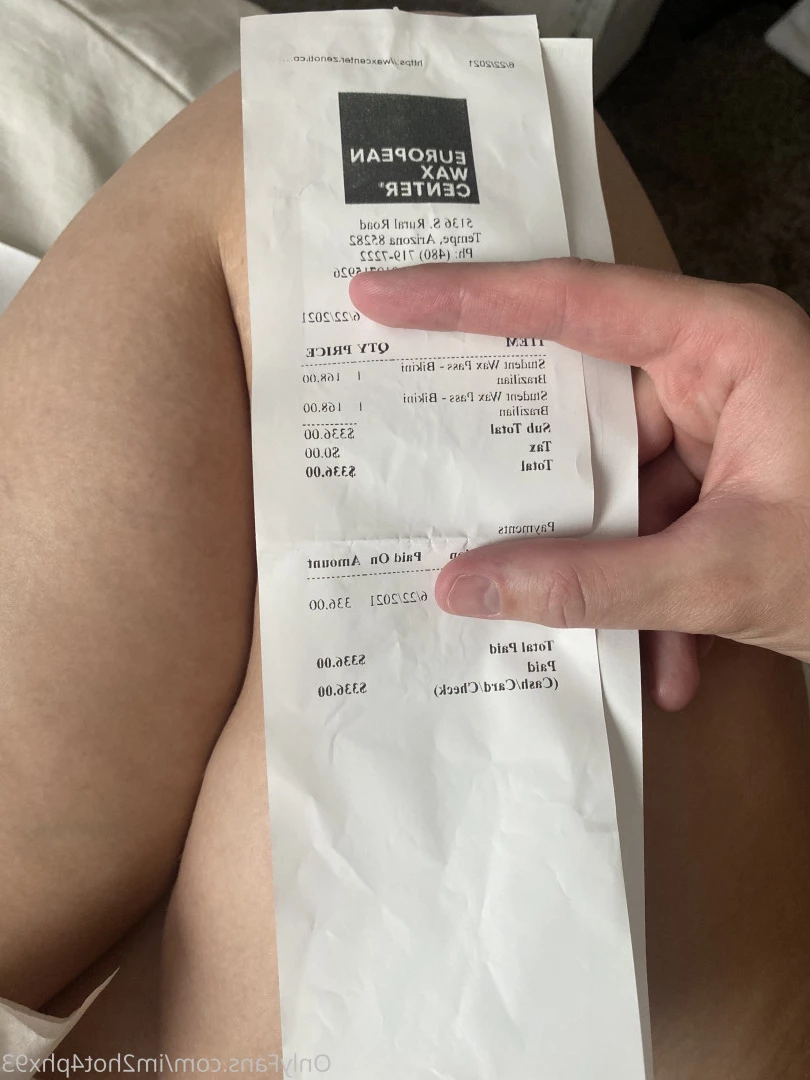 6/22/2021 https://waxcenter.zenoti.co...
EUROPEAN
WAX
CENTER®
5136 S. Rural Road
Tempe, Arizona 85282
Ph: (480) 719-7222
5926
6/22/2021
ITEM QTY PRICE
Student Wax Pass - Bikini
Brazilian 1 168.00
Student Wax Pass - Bikini
Brazilian 1 168.00
Sub Total $336.00
Tax $0.00
Total $336.00
Payments
Paid On Amount
6/22/2021 336.00
Total Paid $336.00
Paid
(Cash/Card/Check) $336.00
OnlyFans.com/im2hot4phx93